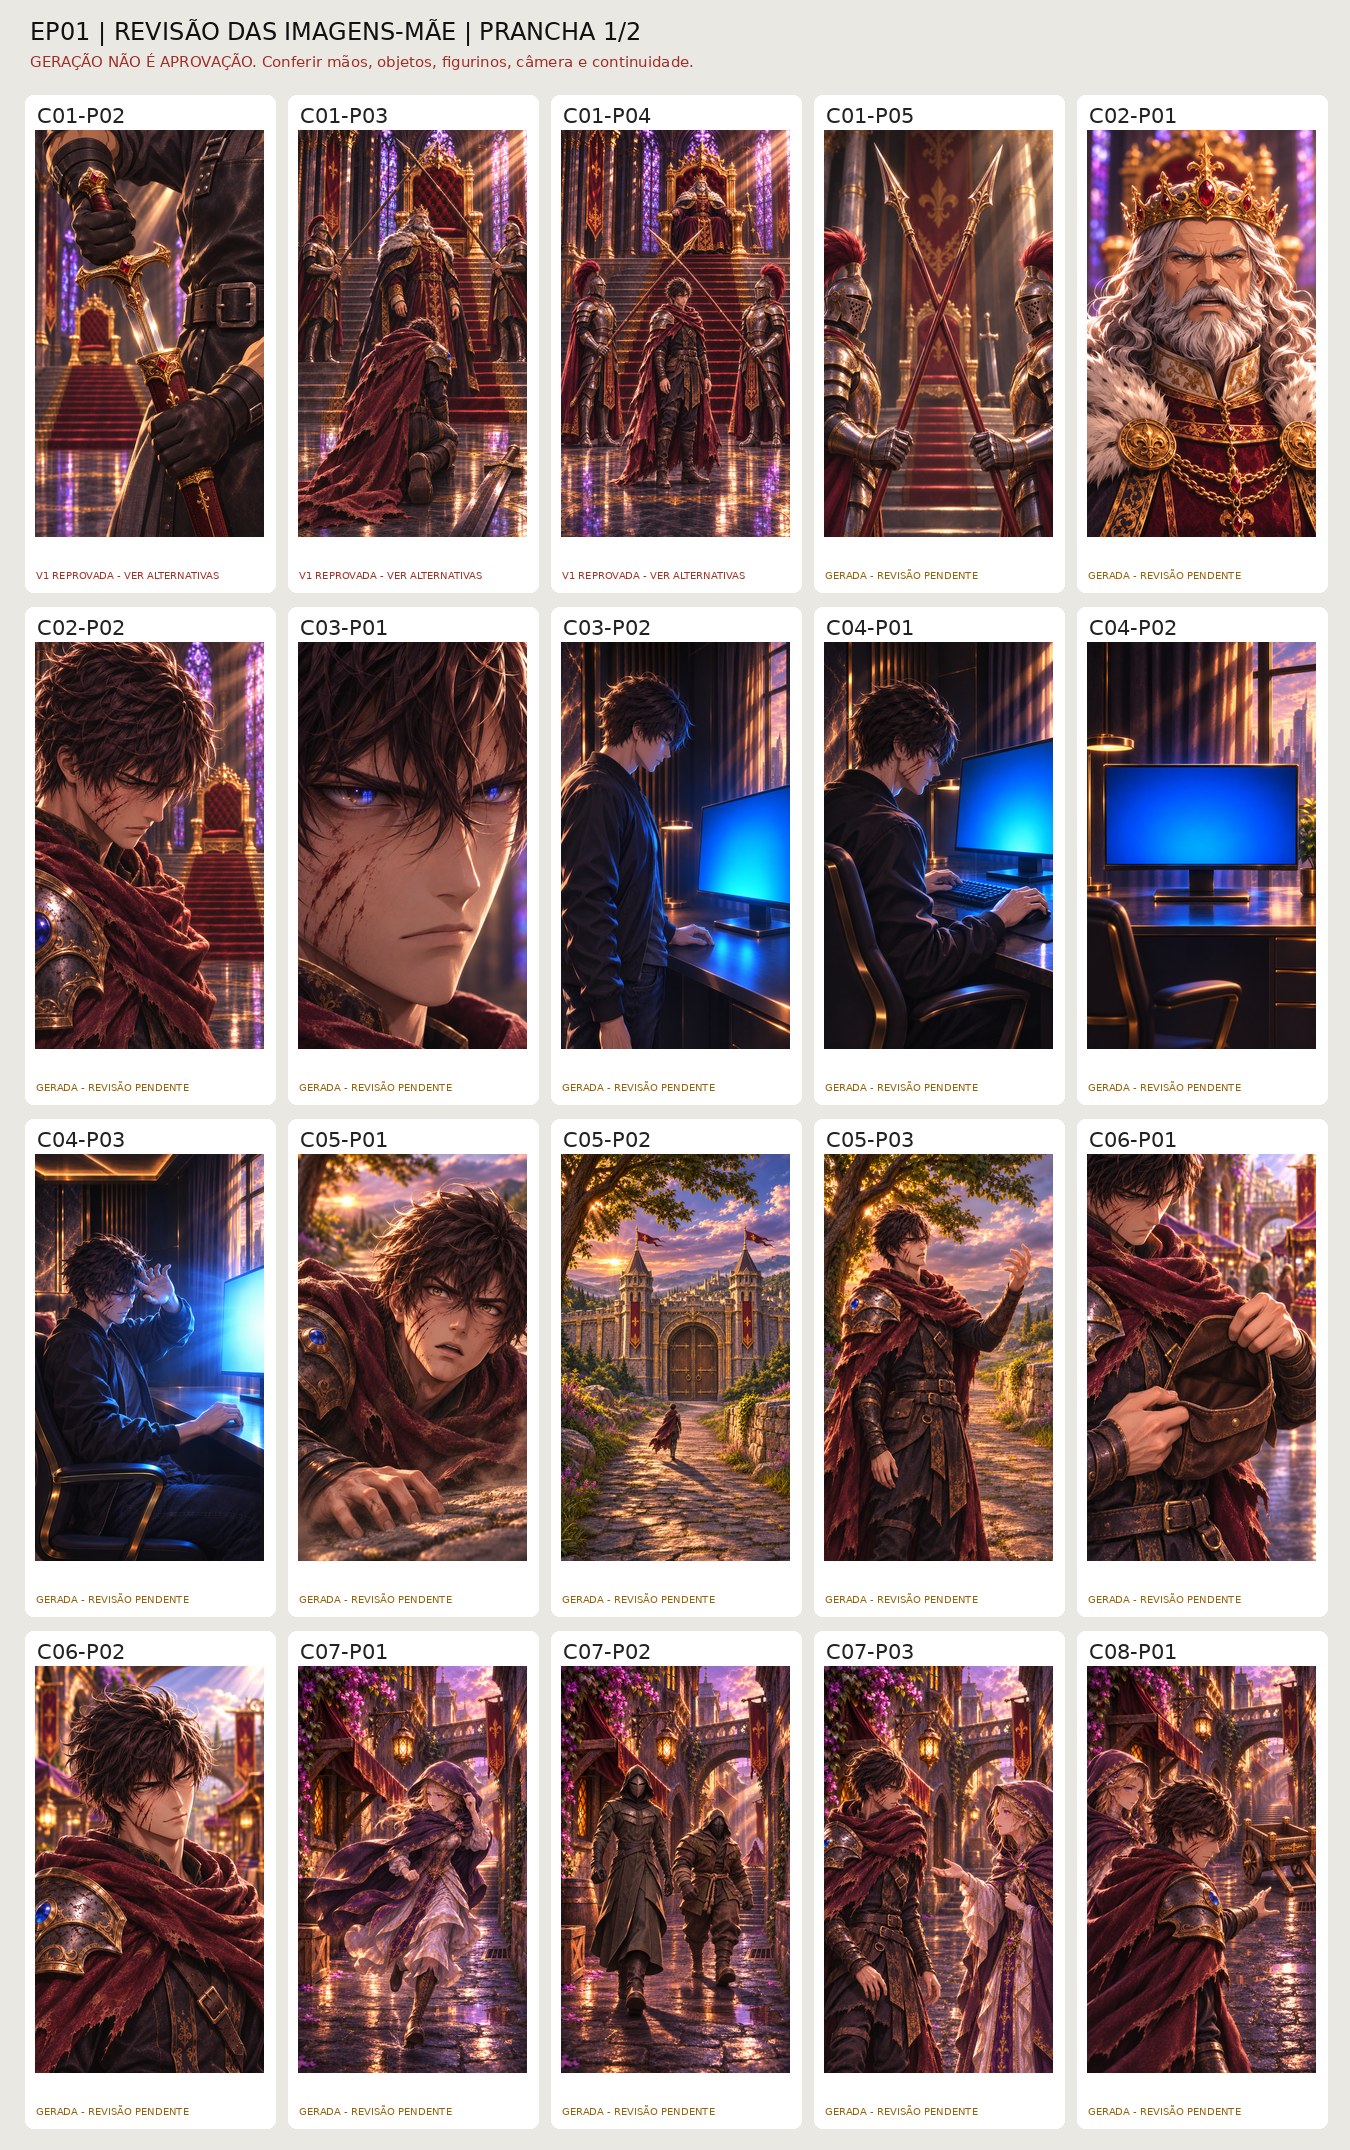 EP01 | REVISÃO DAS IMAGENS-MÃE | PRANCHA 1/2
GERAÇÃO NÃO É APROVAÇÃO. Conferir mãos, objetos, figurinos, câmera e continuidade.
C01-P02
C01-P03
C01-P04
C01-P05
C02-P01
V1 REPROVADA - VER ALTERNATIVAS
V1 REPROVADA - VER ALTERNATIVAS
V1 REPROVADA - VER ALTERNATIVAS
GERADA - REVISÃO PENDENTE
GERADA - REVISÃO PENDENTE
C02-P02
C03-P01
C03-P02
C04-P01
C04-P02
GERADA - REVISÃO PENDENTE
GERADA - REVISÃO PENDENTE
GERADA - REVISÃO PENDENTE
GERADA - REVISÃO PENDENTE
GERADA - REVISÃO PENDENTE
C04-P03
C05-P01
C05-P02
C05-P03
C06-P01
GERADA - REVISÃO PENDENTE
GERADA - REVISÃO PENDENTE
GERADA - REVISÃO PENDENTE
GERADA - REVISÃO PENDENTE
GERADA - REVISÃO PENDENTE
C06-P02
C07-P01
C07-P02
C07-P03
C08-P01
GERADA - REVISÃO PENDENTE
GERADA - REVISÃO PENDENTE
GERADA - REVISÃO PENDENTE
GERADA - REVISÃO PENDENTE
GERADA - REVISÃO PENDENTE